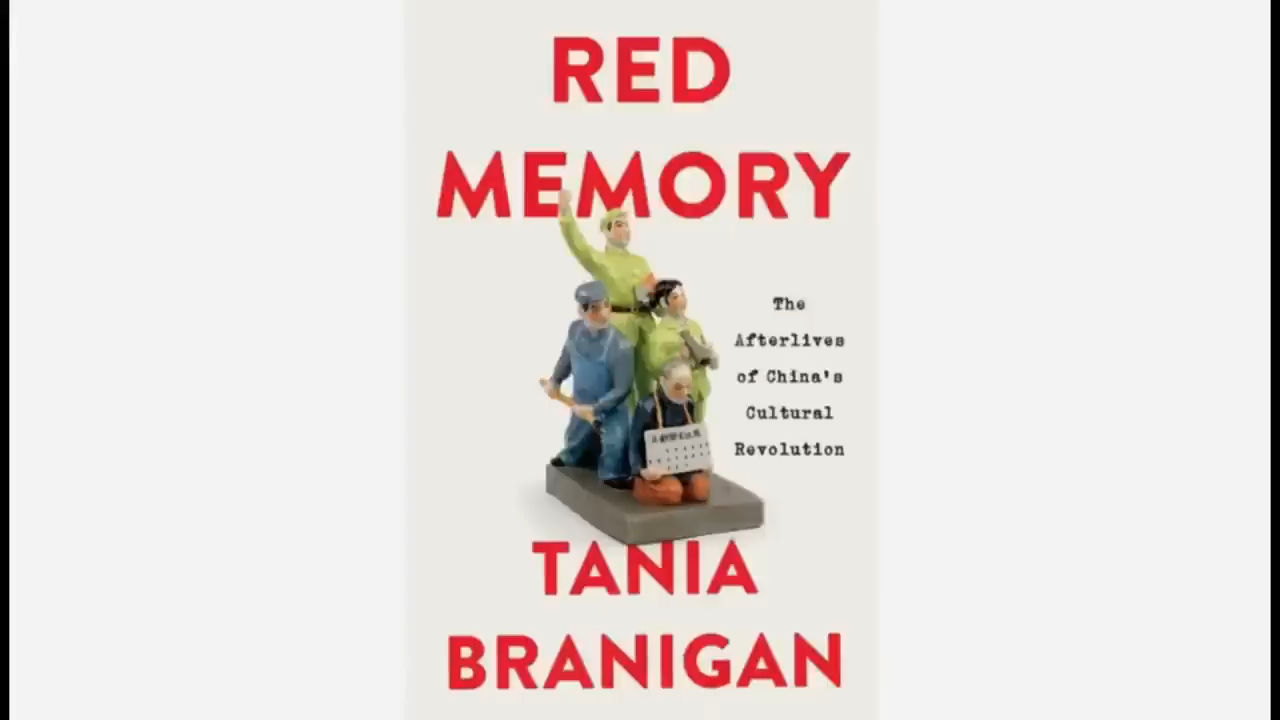 RED
MEMORY
The
Afterlives
of China's
Cultural
Revolution
TANIA
BRANIGAN